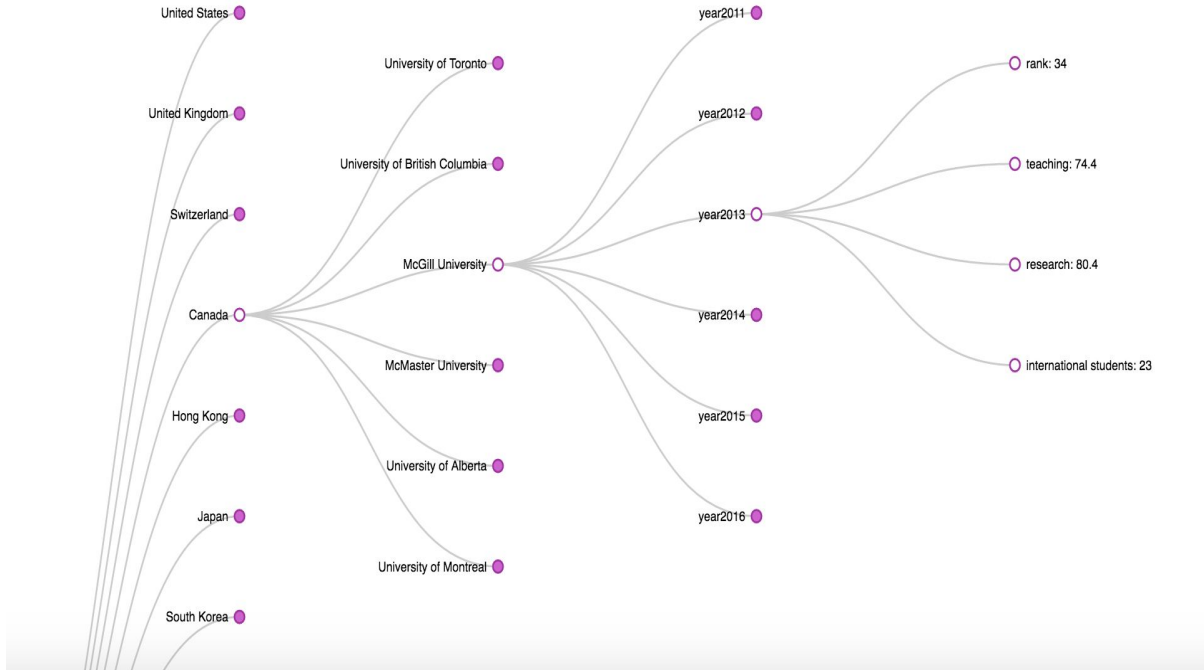 United States
United Kingdom
Switzerland
Canada
Hong Kong
Japan
South Korea
University of Toronto
University of British Columbia
McGill University
McMaster University
University of Alberta
University of Montreal
year2011
year2012
year2013
year2014
year2015
year2016
rank: 34
teaching: 74.4
research: 80.4
international students: 23